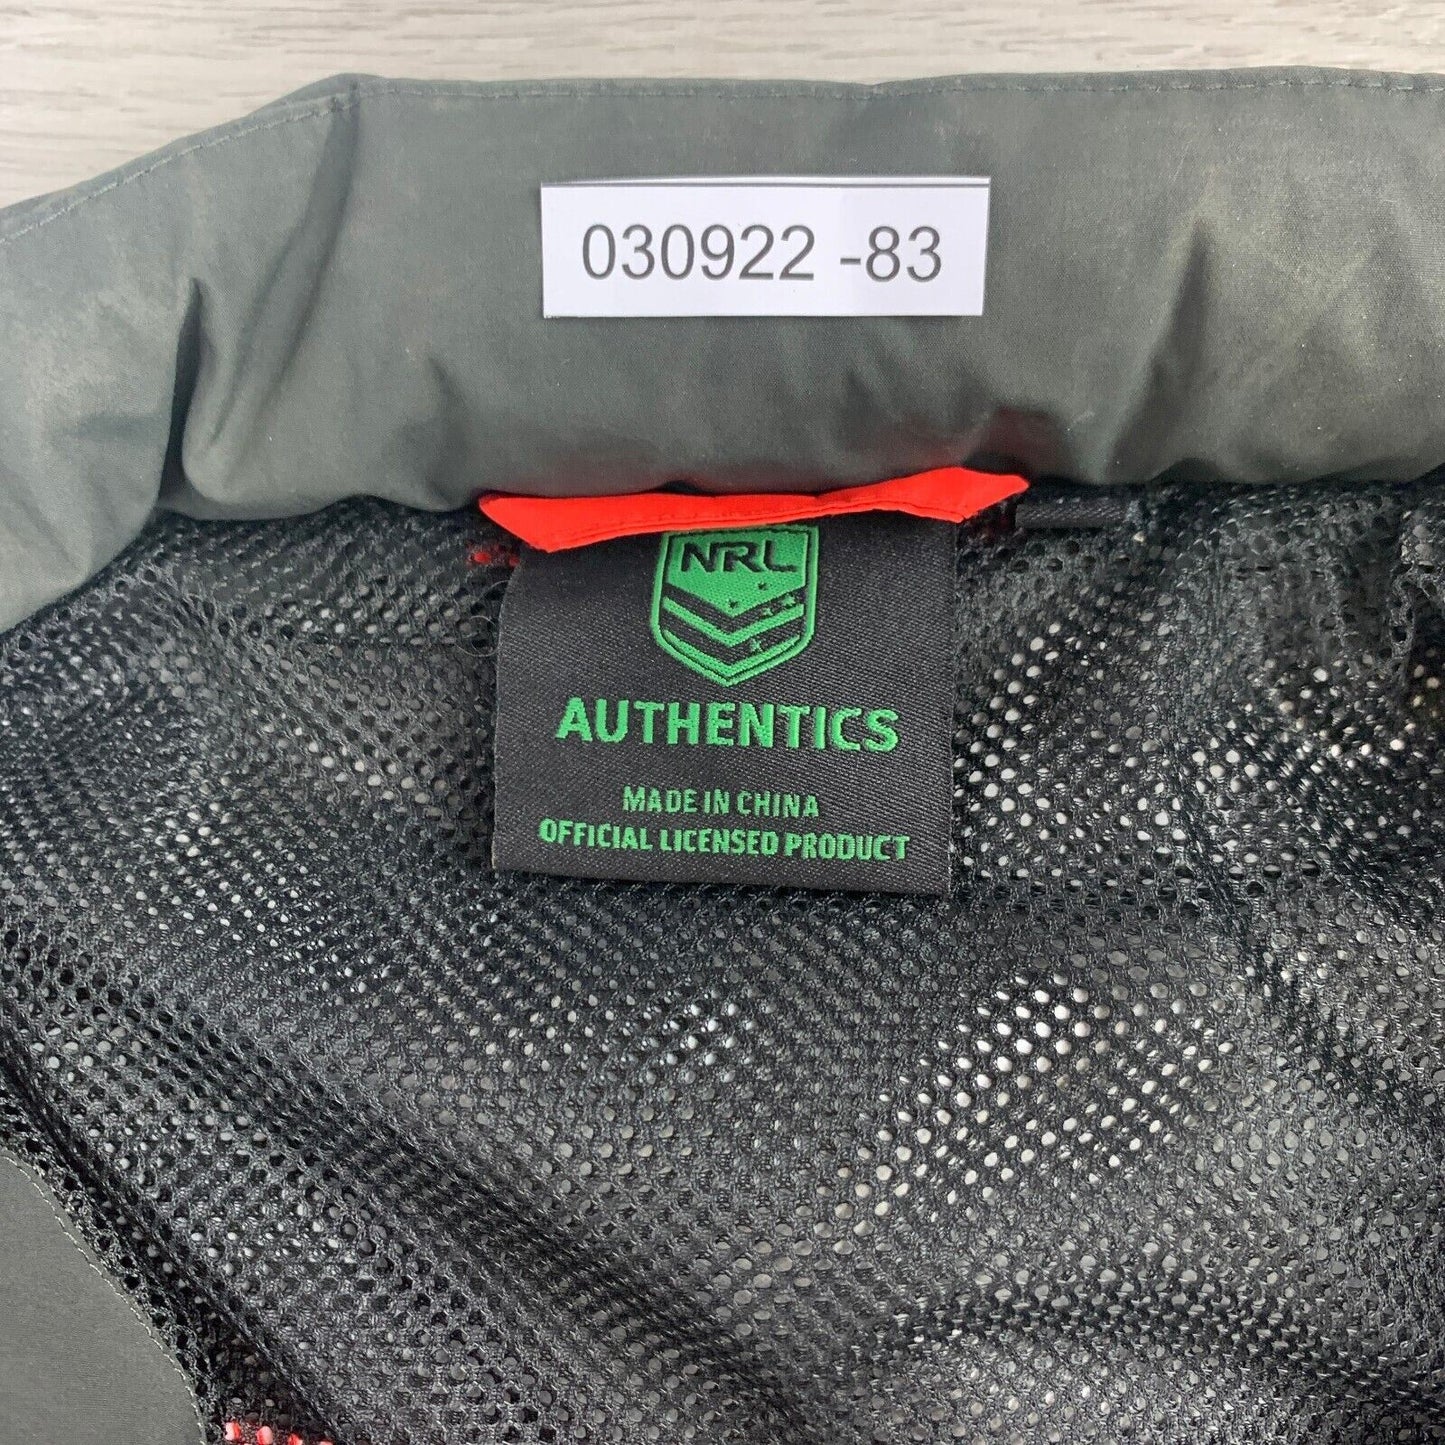 030922 -83
NRL
AUTHENTICS
MADE IN CHINA
OFFICIAL LICENSED PRODUCT